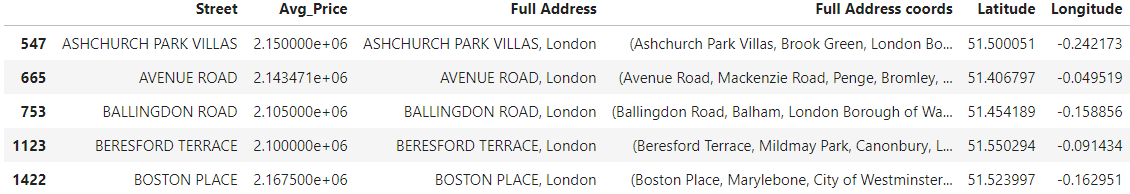 Street Avg_Price Full Address Full Address coords Latitude Longitude
547 ASHCHURCH PARK VILLAS 2.150000e+06 ASHCHURCH PARK VILLAS, London (Ashchurch Park Villas, Brook Green, London Bo... 51.500051 -0.242173
665 AVENUE ROAD 2.143471e+06 AVENUE ROAD, London (Avenue Road, Mackenzie Road, Penge, Bromley, ... 51.406797 -0.049519
753 BALLINGDON ROAD 2.105000e+06 BALLINGDON ROAD, London (Ballingdon Road, Balham, London Borough of Wa... 51.454189 -0.158856
1123 BERESFORD TERRACE 2.100000e+06 BERESFORD TERRACE, London (Beresford Terrace, Mildmay Park, Canonbury, L... 51.550294 -0.091434
1422 BOSTON PLACE 2.167500e+06 BOSTON PLACE, London (Boston Place, Marylebone, City of Westminster... 51.523997 -0.162951